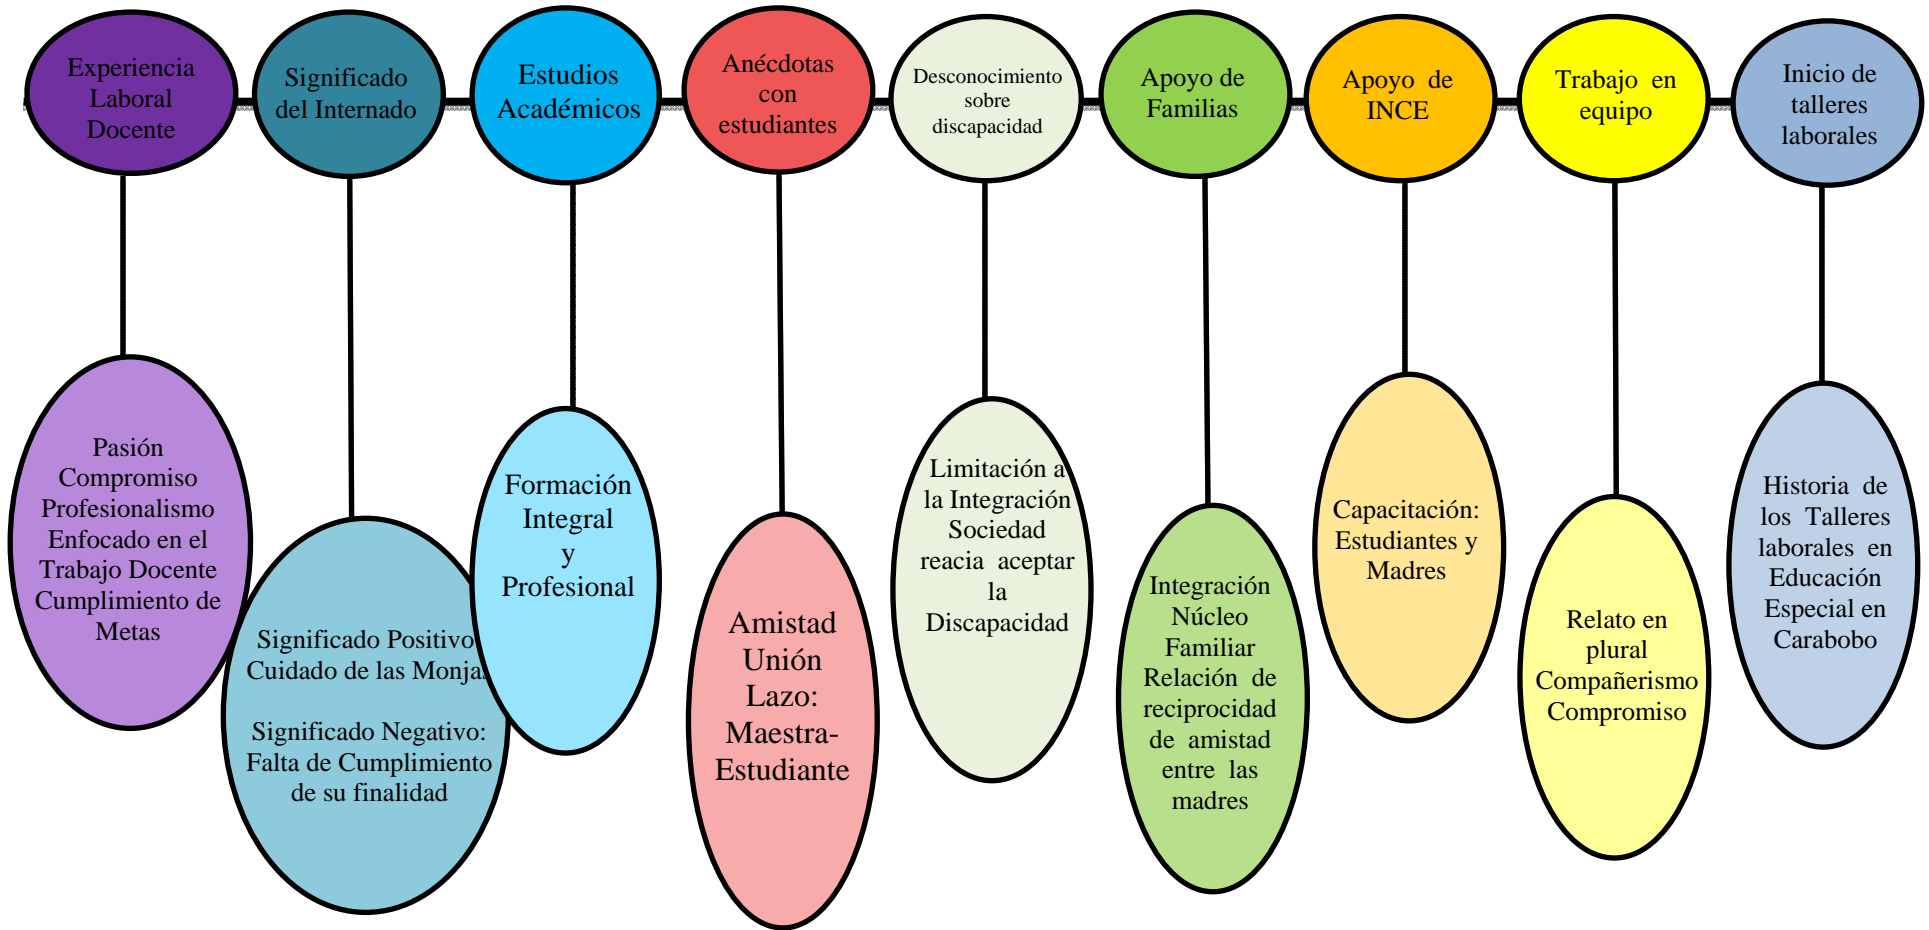 Experiencia
Laboral
Docente
Significado
del Internado
Estudios
Académicos
Anécdotas
con
estudiantes
Desconocimiento
sobre
discapacidad
Apoyo de
Familias
Apoyo de
INCE
Trabajo en
equipo
Inicio de
talleres
laborales
Pasión
Compromiso
Profesionalismo
Enfocado en el
Trabajo Docente
Cumplimiento de
Metas
Significado Positivo
Cuidado de las Monjas
Significado Negativo:
Falta de Cumplimiento
de su finalidad
Formación
Integral
y
Profesional
Amistad
Unión
Lazo:
Maestra-
Estudiante
Limitación a
la Integración
Sociedad
reacia aceptar
la
Discapacidad
Integración
Núcleo
Familiar
Relación de
reciprocidad
de amistad
entre las
madres
Capacitación:
Estudiantes y
Madres
Relato en
plural
Compañerismo
Compromiso
Historia de
los Talleres
laborales en
Educación
Especial en
Carabobo